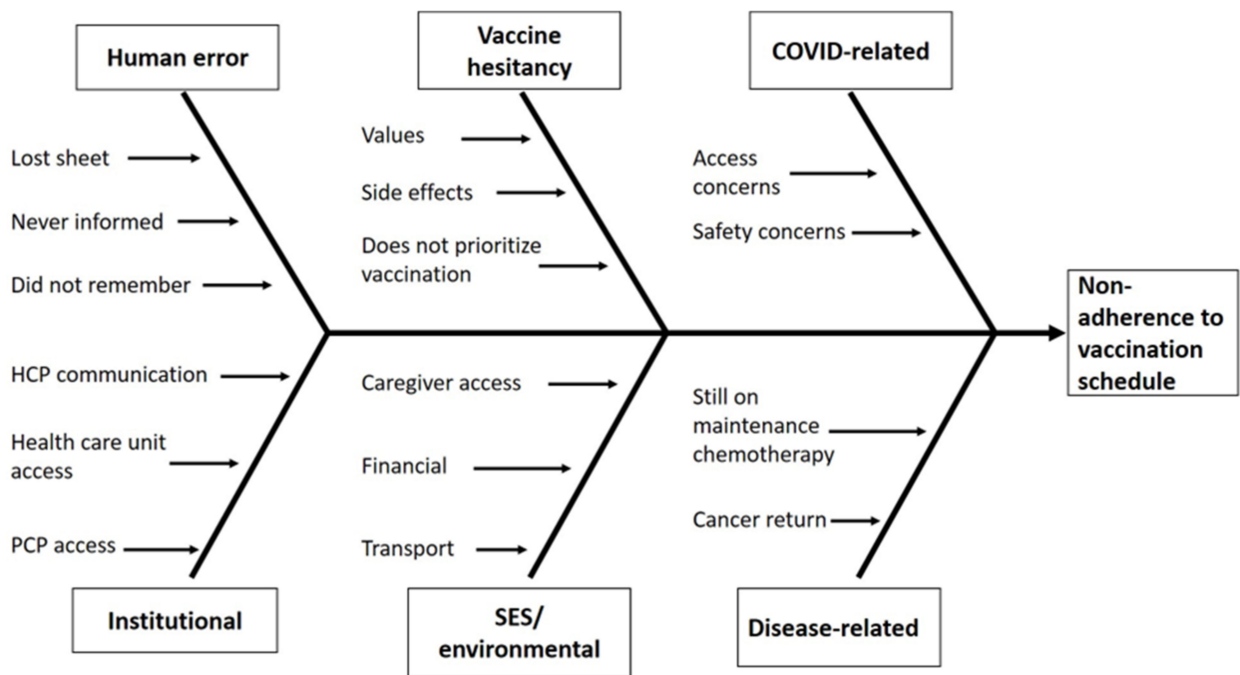 Human error
Vaccine
hesitancy
COVID-related
Lost sheet
Never informed
Did not remember
Values
Side effects
Does not prioritize
vaccination
Access
concerns
Safety concerns
Non-
adherence to
vaccination
schedule
HCP communication
Health care unit
access
PCP access
Caregiver access
Financial
Transport
Still on
maintenance
chemotherapy
Cancer return
Institutional
SES/
environmental
Disease-related